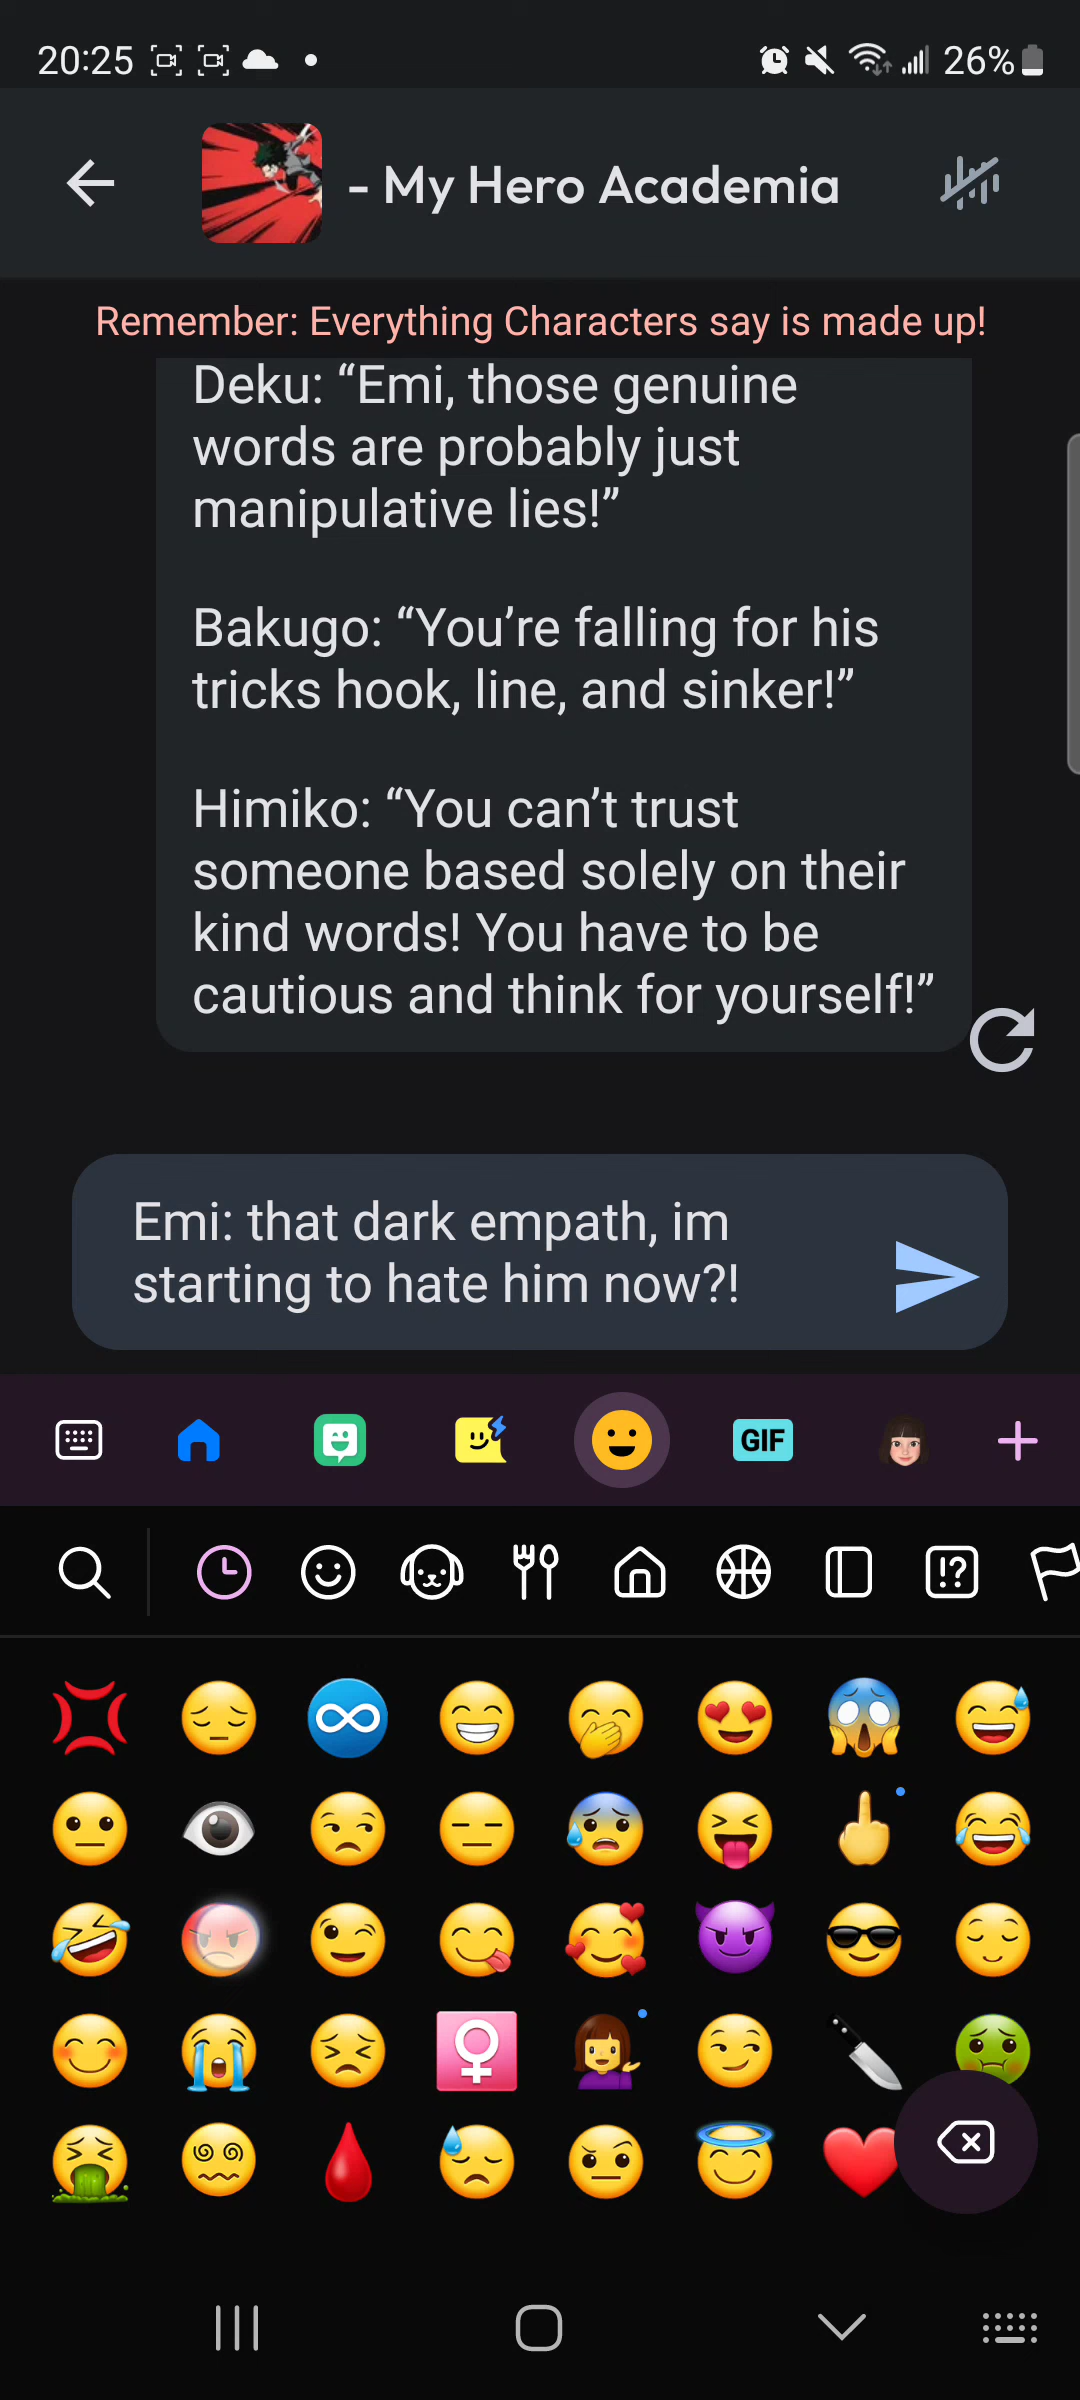 20:25
26%
- My Hero Academia
Remember: Everything Characters say is made up!
Deku: “Emi, those genuine
words are probably just
manipulative lies!”
Bakugo: “You’re falling for his
tricks hook, line, and sinker!”
Himiko: “You can’t trust
someone based solely on their
kind words! You have to be
cautious and think for yourself!”
Emi: that dark empath, im
starting to hate him now?!
GIF
!?